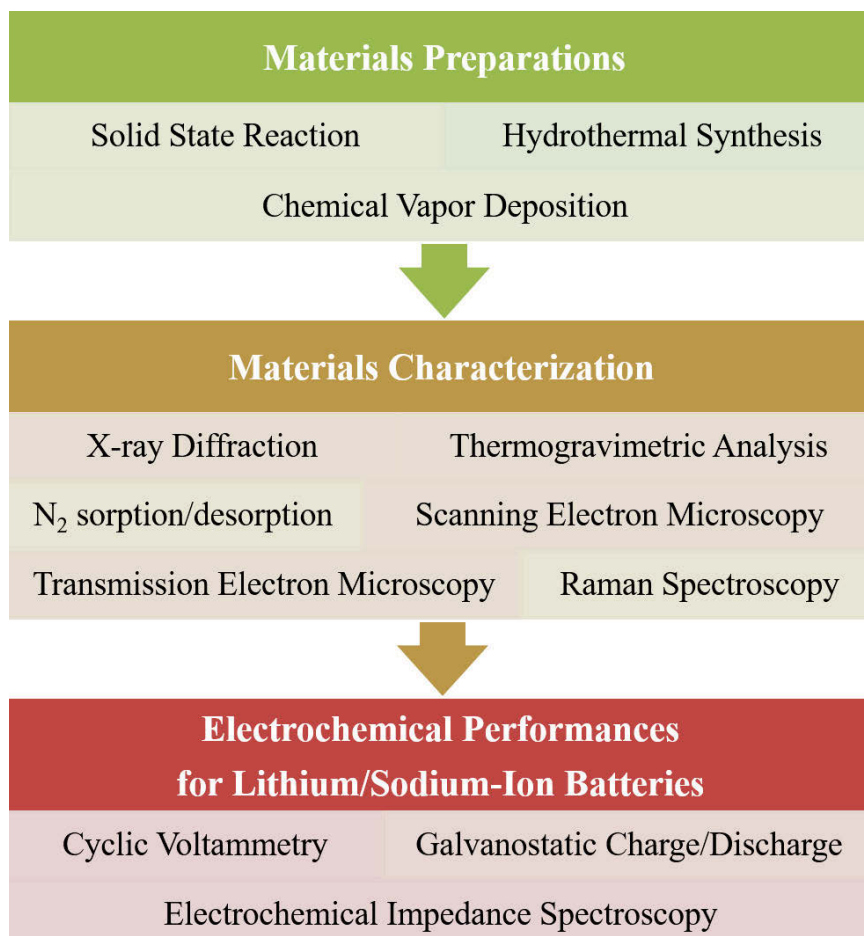 Materials Preparations
Solid State Reaction Hydrothermal Synthesis
Chemical Vapor Deposition
Materials Characterization
X-ray Diffraction Thermogravimetric Analysis
N₂ sorption/desorption Scanning Electron Microscopy
Transmission Electron Microscopy Raman Spectroscopy
Electrochemical Performances
for Lithium/Sodium-Ion Batteries
Cyclic Voltammetry Galvanostatic Charge/Discharge
Electrochemical Impedance Spectroscopy